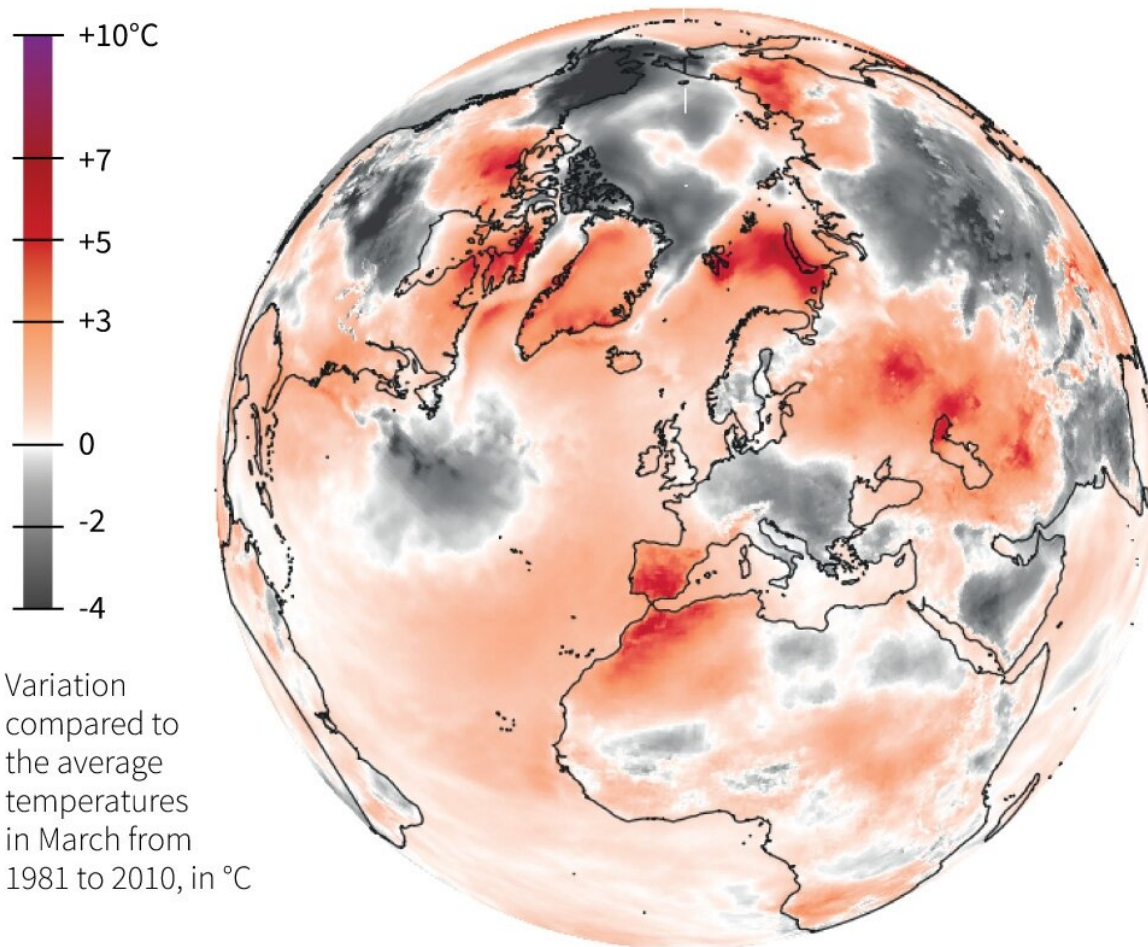 +10°C
+7
+5
+3
0
-2
-4
Variation
compared to
the average
temperatures
in March from
1981 to 2010, in °C